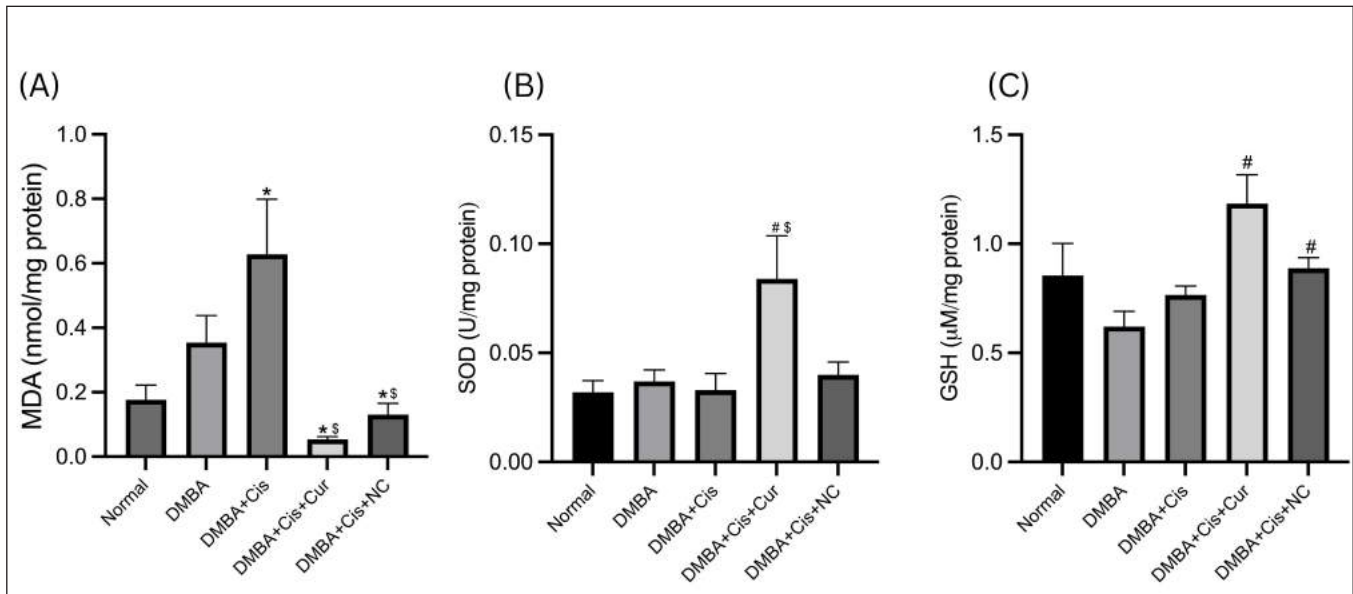 (A)
MDA (nmol/mg protein)
1.0
0.8
0.6
0.4
0.2
0.0
*
* $
* $
Normal
DMBA
DMBA+Cis
DMBA+Cis+Cur
DMBA+Cis+NC
(B)
SOD (U/mg protein)
0.15
0.10
0.05
0.00
# $
Normal
DMBA
DMBA+Cis
DMBA+Cis+Cur
DMBA+Cis+NC
(C)
GSH (μM/mg protein)
1.5
1.0
0.5
0.0
#
#
Normal
DMBA
DMBA+Cis
DMBA+Cis+Cur
DMBA+Cis+NC